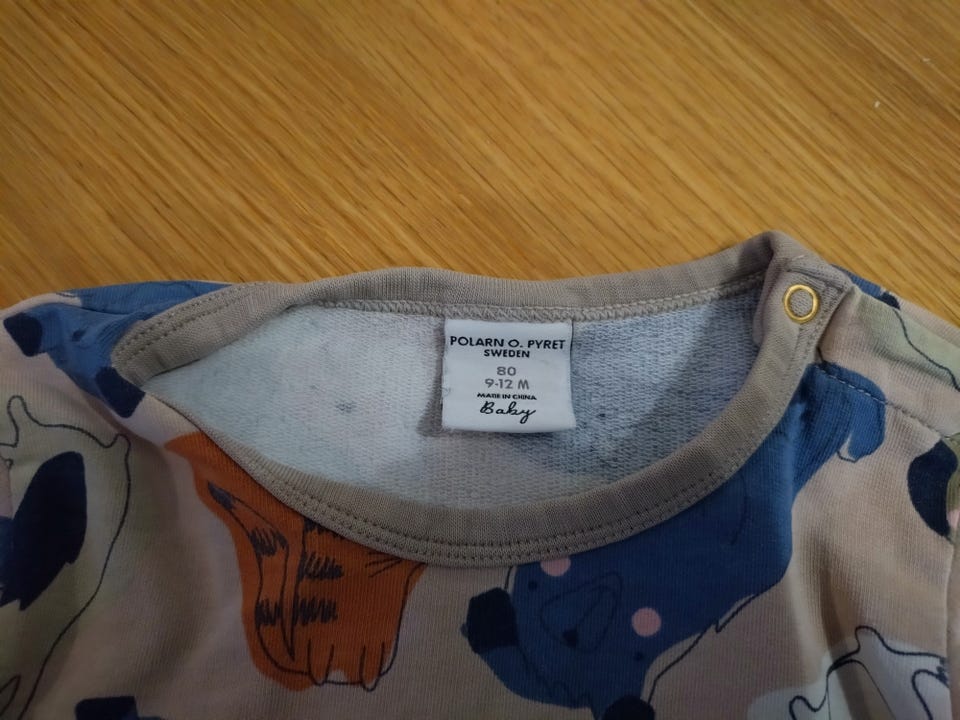 POLARN O. PYRET
SWEDEN
80
9-12 M
MADE IN CHINA
Baby